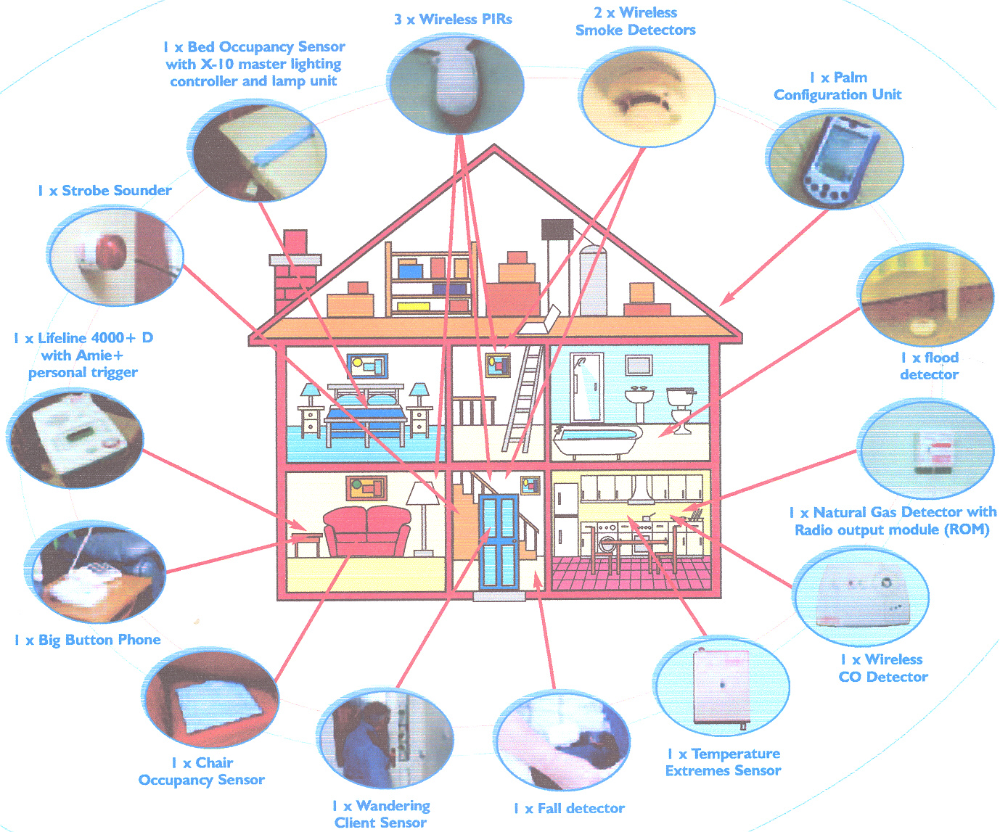 3 x Wireless PIRs
2 x Wireless
Smoke Detectors
1 x Bed Occupancy Sensor
with X-10 master lighting
controller and lamp unit
1 x Palm
Configuration Unit
1 x Strobe Sounder
1 x Lifeline 4000+ D
with Amie+
personal trigger
1 x flood
detector
1 x Natural Gas Detector with
Radio output module (ROM)
1 x Big Button Phone
1 x Wireless
CO Detector
1 x Chair
Occupancy Sensor
1 x Temperature
Extremes Sensor
1 x Wandering
Client Sensor
1 x Fall detector